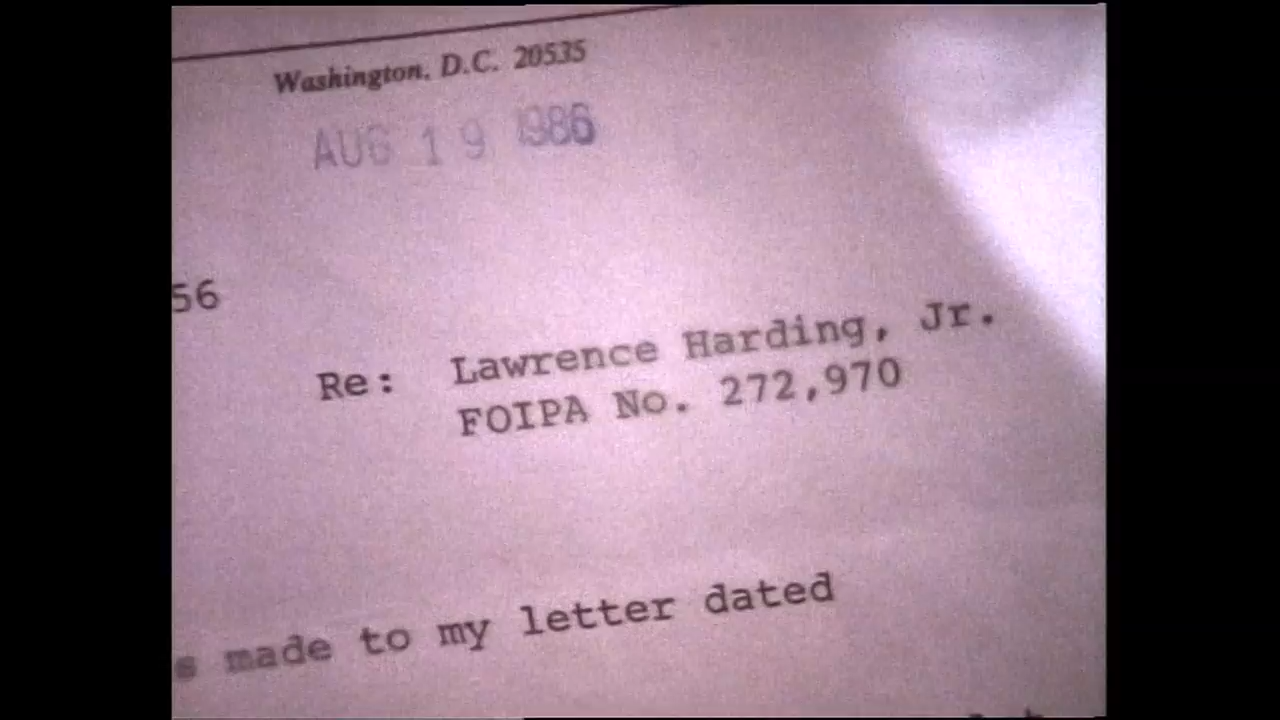 Washington, D.C. 20535
AUG 19 1986
56
Re: Lawrence Harding, Jr.
FOIPA No. 272,970
s made to my letter dated